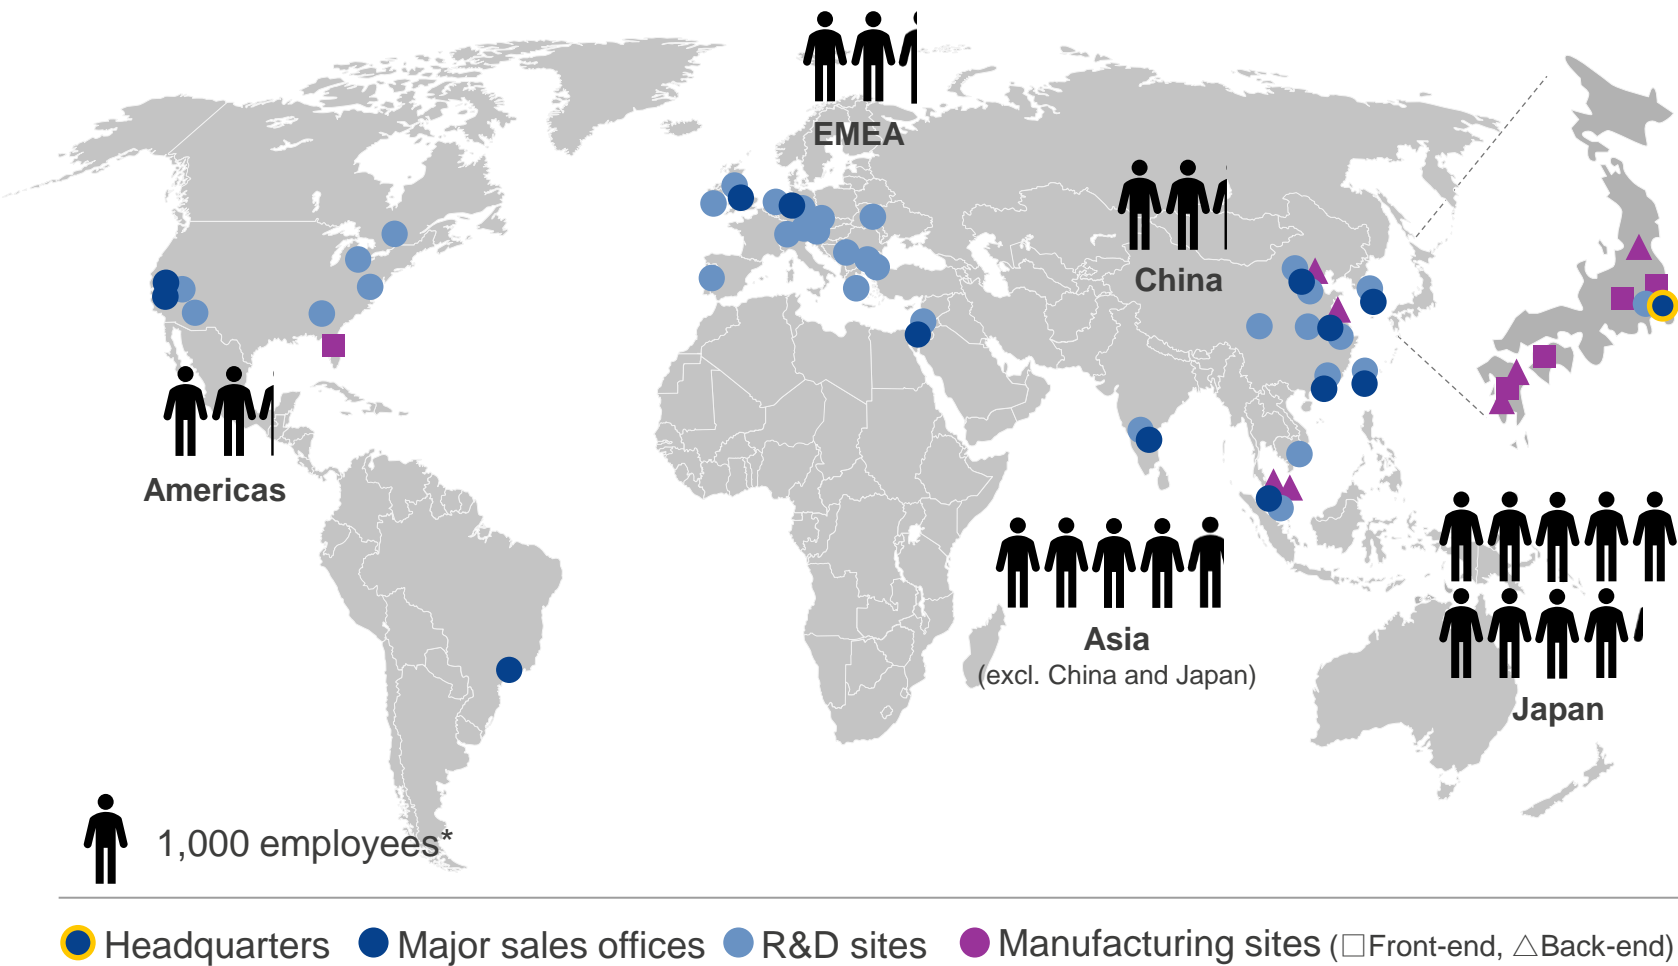 EMEA
China
Americas
Asia
(excl. China and Japan)
Japan
1,000 employees*
Headquarters Major sales offices R&D sites Manufacturing sites (□Front-end, △Back-end)